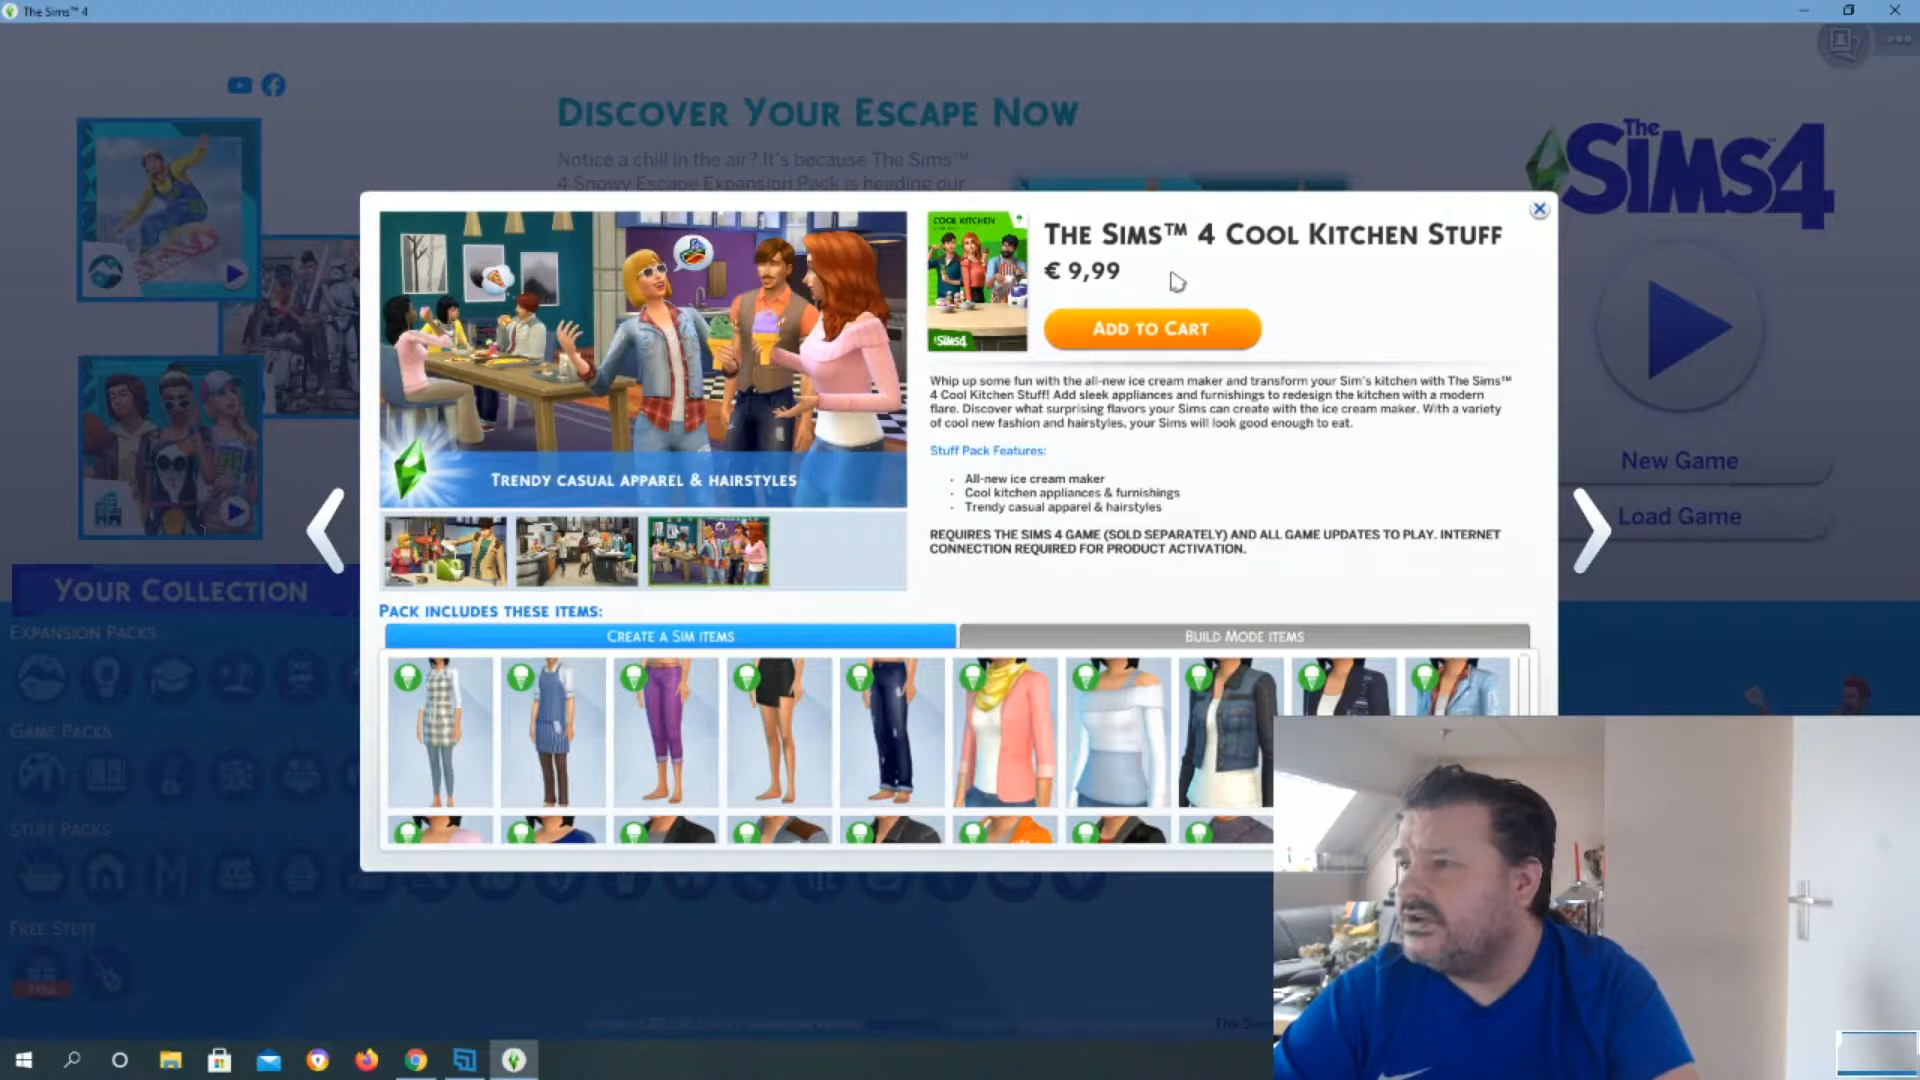 The Sims™ 4
DISCOVER YOUR ESCAPE NOW
Notice a chill in the air? It's because The Sims™
4 Snowy Escape Expansion Pack is heading our
The SIMS 4
COOL KITCHEN
THE SIMS™ 4 COOL KITCHEN STUFF
€ 9,99
ADD TO CART
SIMS4
Whip up some fun with the all-new ice cream maker and transform your Sim's kitchen with The Sims™
4 Cool Kitchen Stuff! Add sleek appliances and furnishings to redesign the kitchen with a modern
flare. Discover what surprising flavors your Sims can create with the ice cream maker. With a variety
of cool new fashion and hairstyles, your Sims will look good enough to eat.
Stuff Pack Features:
All-new ice cream maker
Cool kitchen appliances & furnishings
Trendy casual apparel & hairstyles
REQUIRES THE SIMS 4 GAME (SOLD SEPARATELY) AND ALL GAME UPDATES TO PLAY. INTERNET
CONNECTION REQUIRED FOR PRODUCT ACTIVATION.
TRENDY CASUAL APPAREL & HAIRSTYLES
New Game
Load Game
YOUR COLLECTION
EXPANSION PACKS
GAME PACKS
STUFF PACKS
FREE STUFF
FREE
PACK INCLUDES THESE ITEMS:
CREATE A SIM ITEMS
BUILD MODE ITEMS